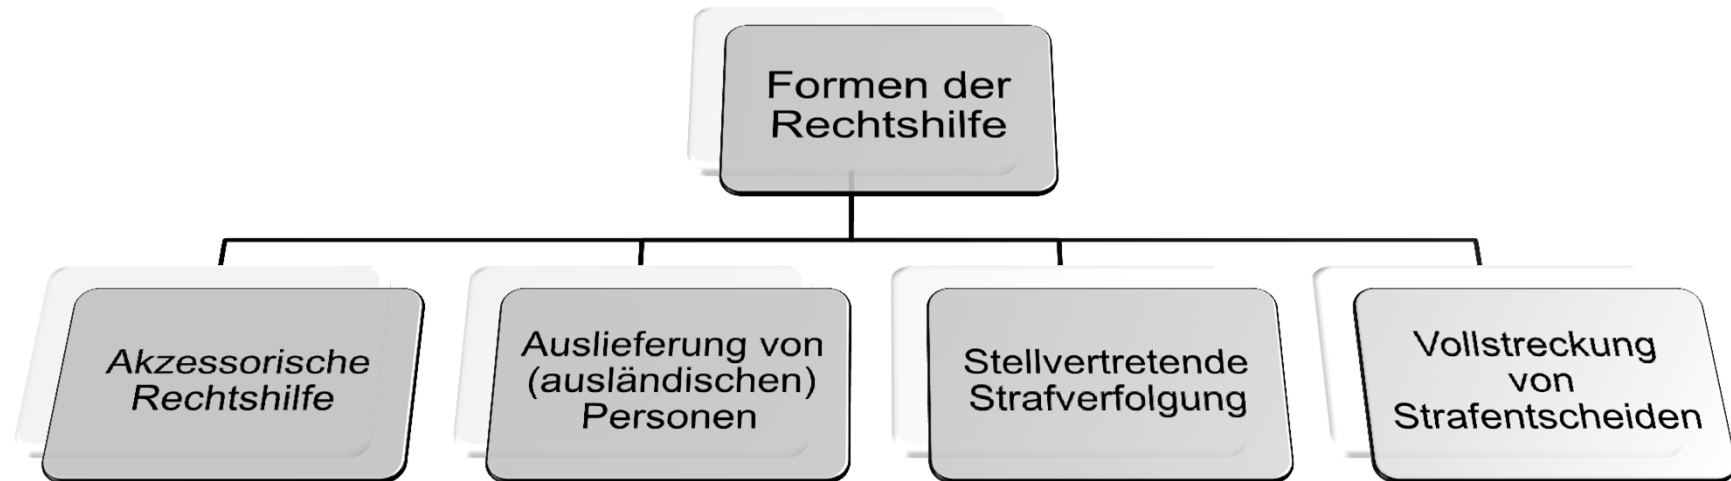 Formen der
Rechtshilfe
Akzessorische
Rechtshilfe
Auslieferung von
(ausländischen)
Personen
Stellvertretende
Strafverfolgung
Vollstreckung
von
Strafentscheiden